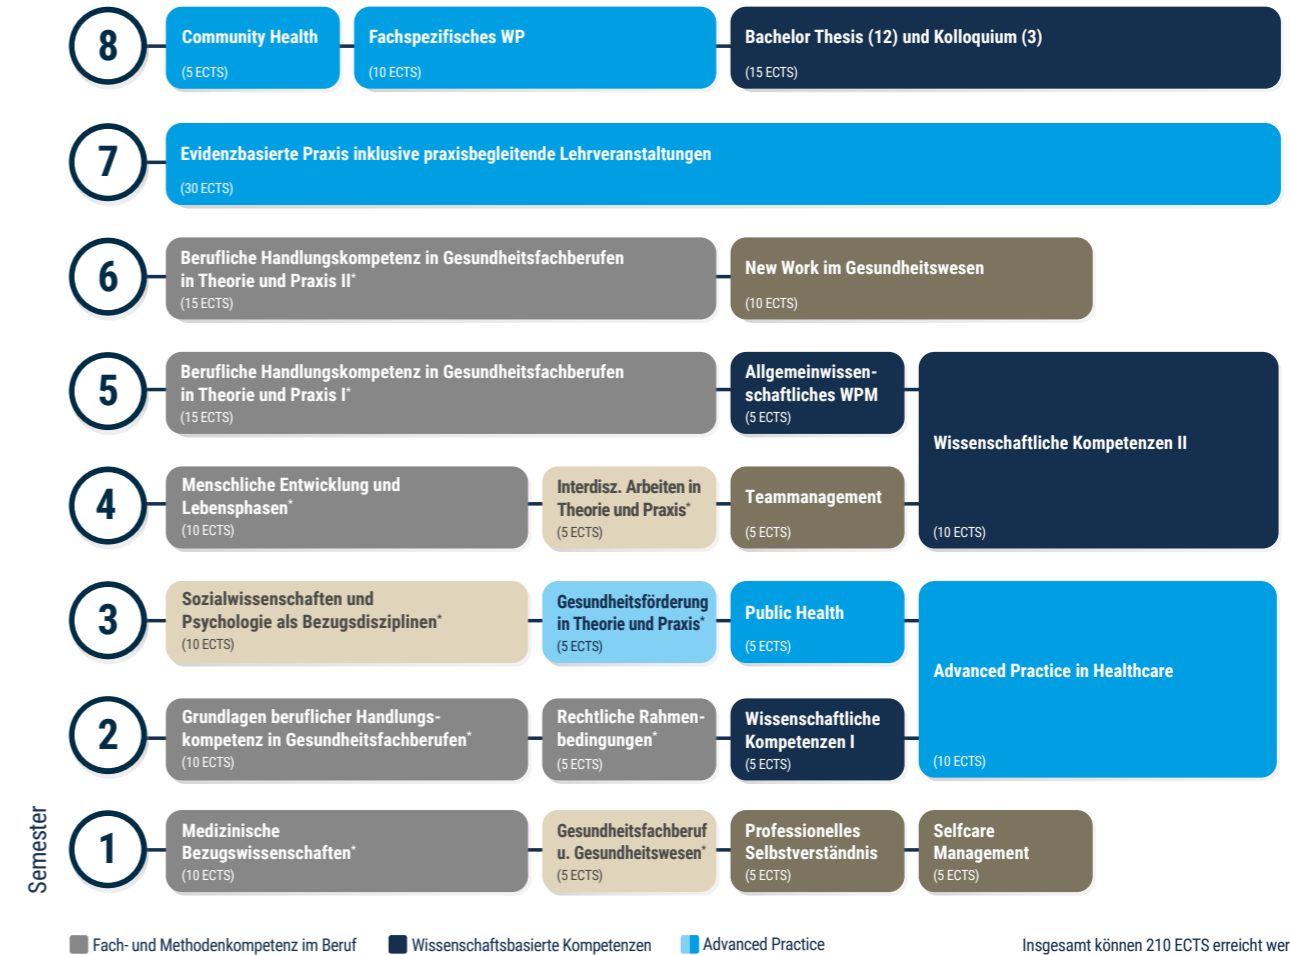 8
Community Health
(5 ECTS)
Fachspezifisches WP
(10 ECTS)
Bachelor Thesis (12) und Kolloquium (3)
(15 ECTS)
7
Evidenzbasierte Praxis inklusive praxisbegleitende Lehrveranstaltungen
(30 ECTS)
6
Berufliche Handlungskompetenz in Gesundheitsfachberufen
in Theorie und Praxis II*
(15 ECTS)
New Work im Gesundheitswesen
(10 ECTS)
5
Berufliche Handlungskompetenz in Gesundheitsfachberufen
in Theorie und Praxis I*
(15 ECTS)
Allgemeinwissen-
schaftliches WPM
(5 ECTS)
Wissenschaftliche Kompetenzen II
(10 ECTS)
4
Menschliche Entwicklung und
Lebensphasen*
(10 ECTS)
Interdisz. Arbeiten in
Theorie und Praxis*
(5 ECTS)
Teammanagement
(5 ECTS)
3
Sozialwissenschaften und
Psychologie als Bezugsdisziplinen*
(10 ECTS)
Gesundheitsförderung
in Theorie und Praxis*
(5 ECTS)
Public Health
(5 ECTS)
Advanced Practice in Healthcare
(10 ECTS)
2
Grundlagen beruflicher Handlungs-
kompetenz in Gesundheitsfachberufen*
(10 ECTS)
Rechtliche Rahmen-
bedingungen*
(5 ECTS)
Wissenschaftliche
Kompetenzen I
(5 ECTS)
Semester
1
Medizinische
Bezugswissenschaften*
(10 ECTS)
Gesundheitsfachberuf
u. Gesundheitswesen*
(5 ECTS)
Professionelles
Selbstverständnis
(5 ECTS)
Selfcare
Management
(5 ECTS)
Fach- und Methodenkompetenz im Beruf
Wissenschaftsbasierte Kompetenzen
Advanced Practice
Insgesamt können 210 ECTS erreicht wer